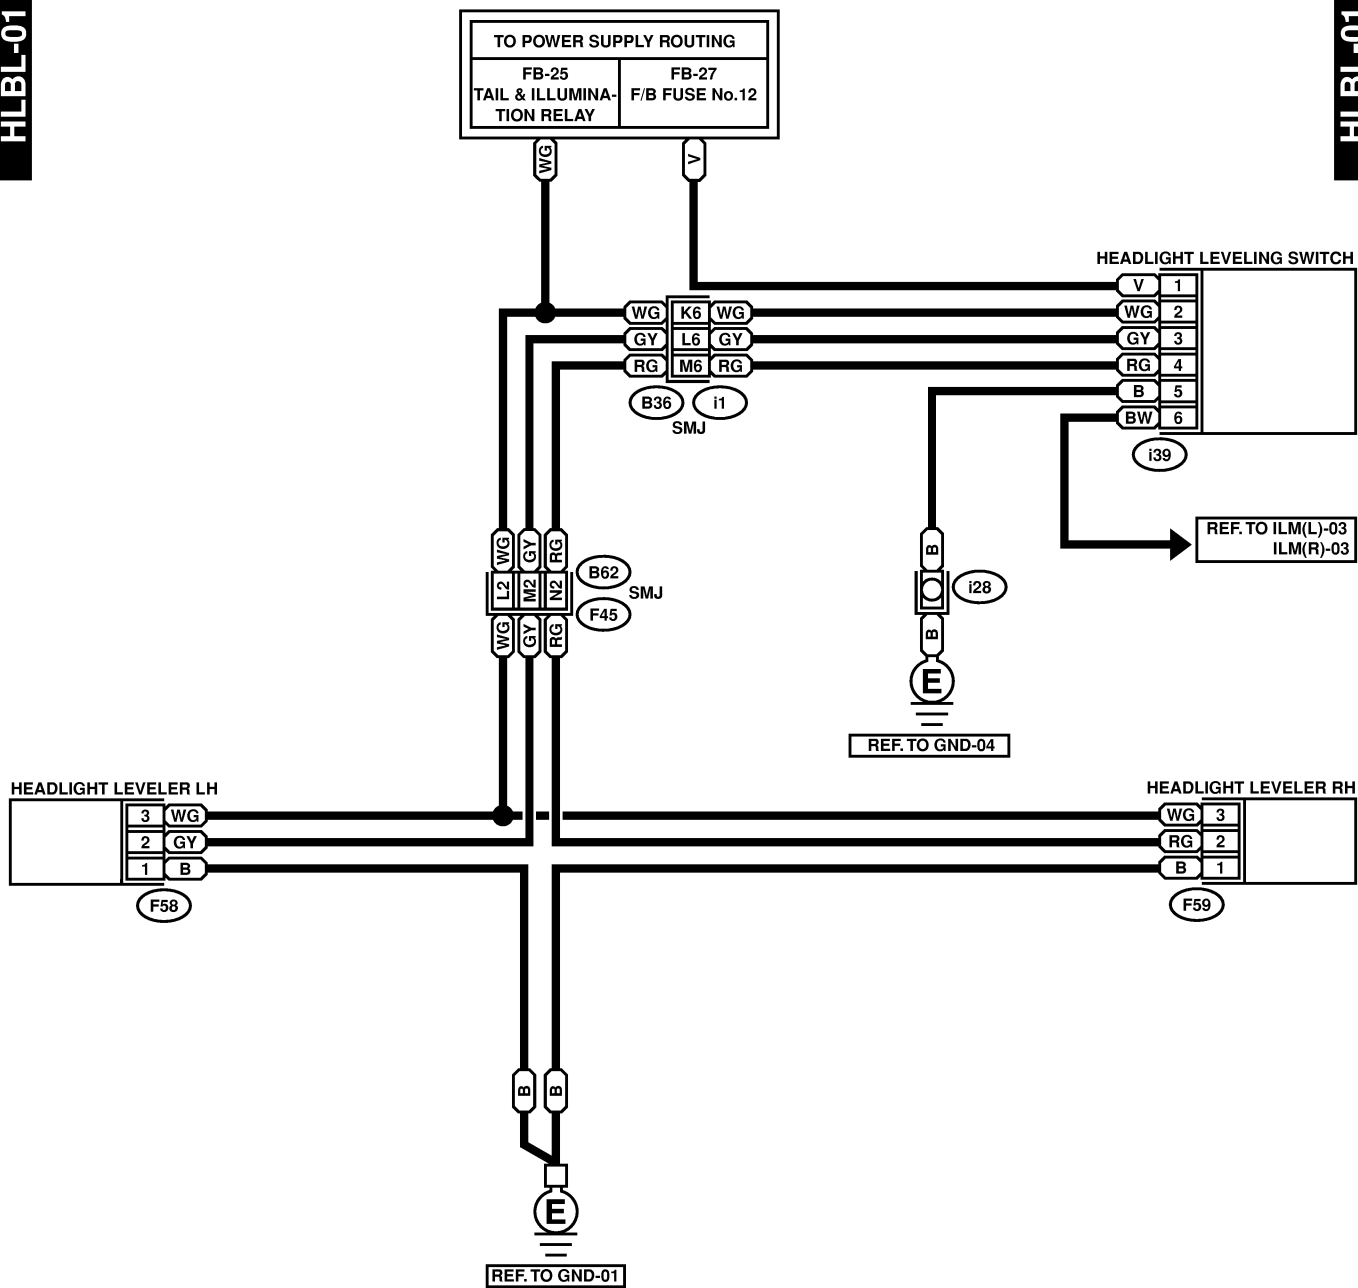 HLBL-01
HLBL-01
TO POWER SUPPLY ROUTING
FB-25
TAIL & ILLUMINA-
TION RELAY
FB-27
F/B FUSE No.12
WG
V
HEADLIGHT LEVELING SWITCH
V 1
WG K6 WG
WG 2
GY L6 GY
GY 3
RG M6 RG
RG 4
B 5
BW 6
B36
i1
SMJ
i39
REF. TO ILM(L)-03
ILM(R)-03
WG GY RG
L2 M2 N2
WG GY RG
B62
SMJ
F45
B
i28
B
E
REF. TO GND-04
HEADLIGHT LEVELER LH
3 WG
2 GY
1 B
F58
HEADLIGHT LEVELER RH
WG 3
RG 2
B 1
F59
B
B
E
REF. TO GND-01